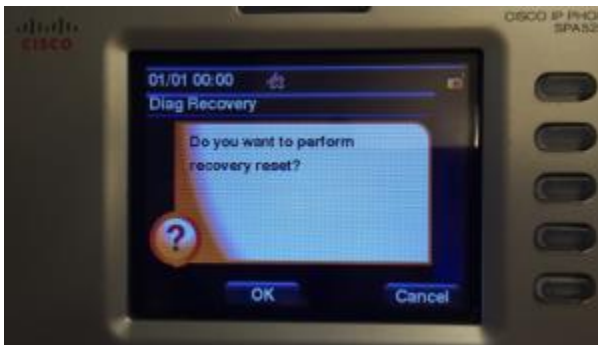 CISCO
CISCO IP PHO
SPA52
01/01 00:00
Diag Recovery
Do you want to perform
recovery reset?
?
OK
Cancel